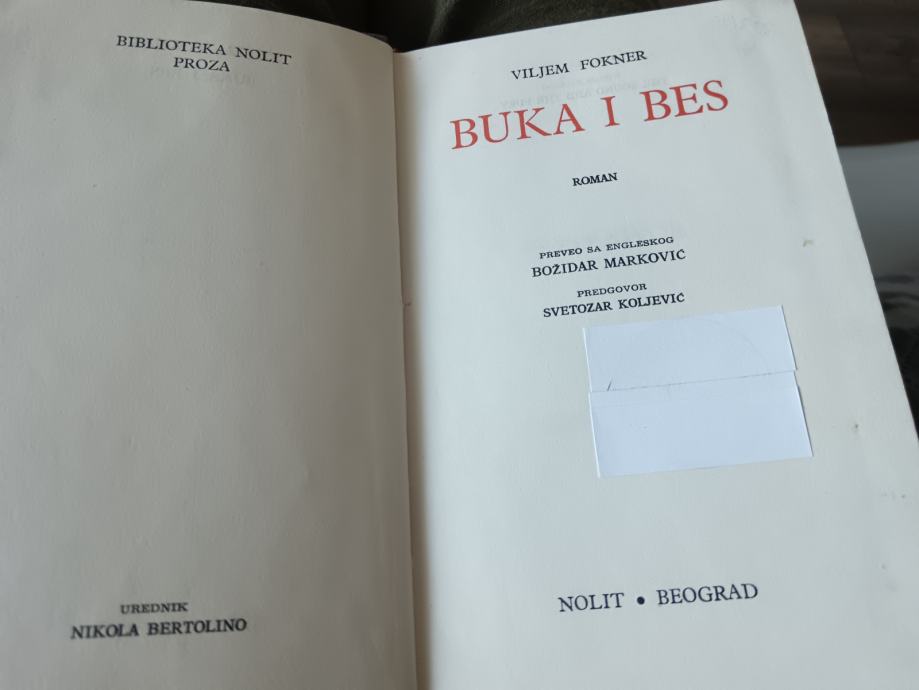 BIBLIOTEKA NOLIT
PROZA
UREDNIK
NIKOLA BERTOLINO
VILJEM FOKNER
BUKA I BES
ROMAN
PREVEO SA ENGLESKOG
BOŽIDAR MARKOVIĆ
PREDGOVOR
SVETOZAR KOLJEVIĆ
NOLIT • BEOGRAD